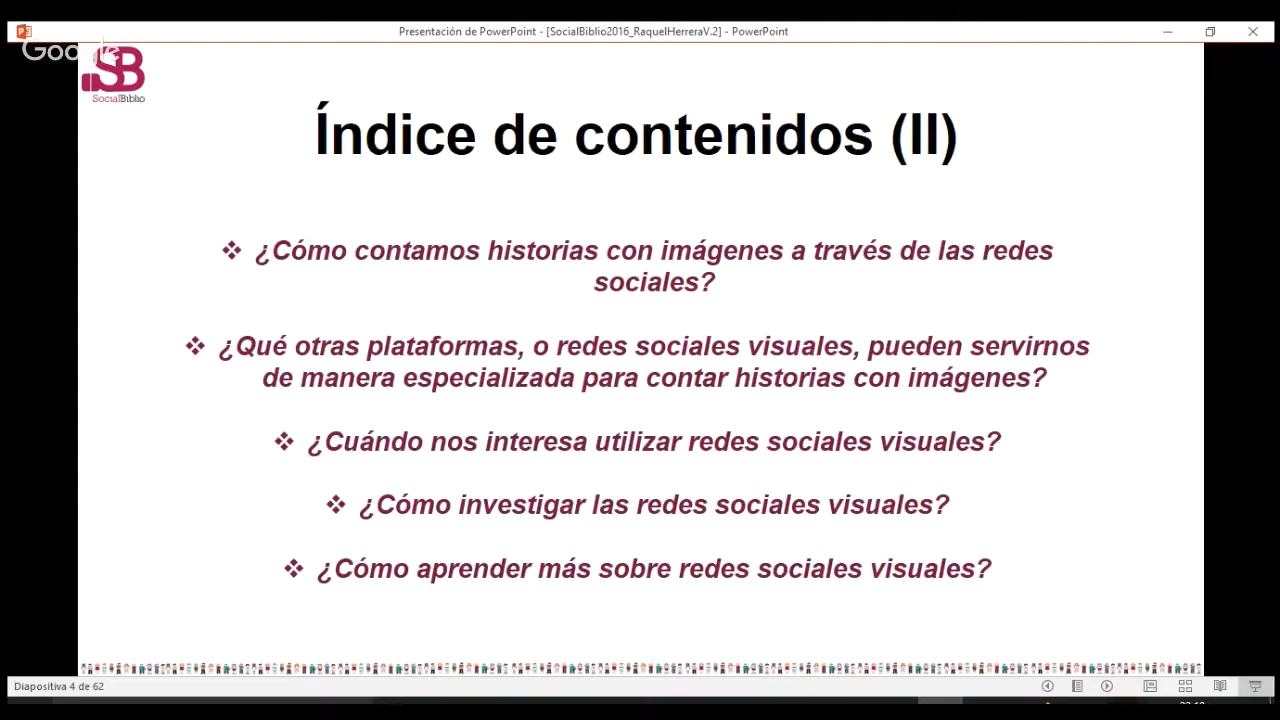 Presentación de PowerPoint - [SocialBiblio2016_RaquelHerreraV.2] - PowerPoint
Google
SB
SocialBiblio
Índice de contenidos (II)
❖ ¿Cómo contamos historias con imágenes a través de las redes
sociales?
❖ ¿Qué otras plataformas, o redes sociales visuales, pueden servirnos
de manera especializada para contar historias con imágenes?
❖ ¿Cuándo nos interesa utilizar redes sociales visuales?
❖ ¿Cómo investigar las redes sociales visuales?
❖ ¿Cómo aprender más sobre redes sociales visuales?
Diapositiva 4 de 62